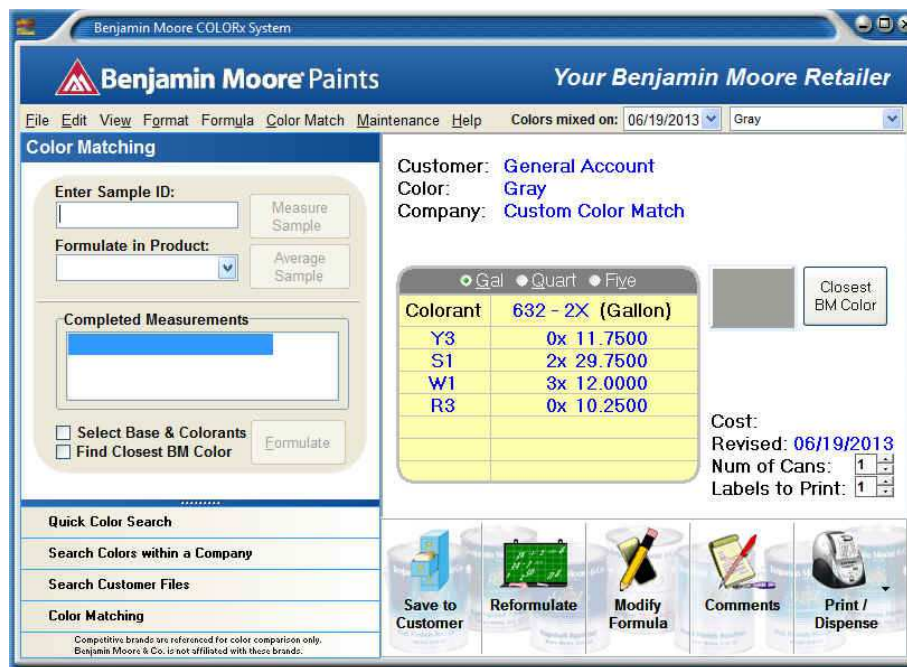 Benjamin Moore COLORx System
Benjamin Moore Paints
Your Benjamin Moore Retailer
File Edit View Format Formula Color Match Maintenance Help Colors mixed on: 06/19/2013 Gray
Color Matching
Enter Sample ID:
Measure Sample
Formulate in Product:
Average Sample
Completed Measurements
Select Base & Colorants
Find Closest BM Color
Formulate
Quick Color Search
Search Colors within a Company
Search Customer Files
Color Matching
Competitive brands are referenced for color comparison only.
Benjamin Moore & Co. is not affiliated with these brands.
Customer: General Account
Color: Gray
Company: Custom Color Match
Gal Quart Five
Colorant 632 - 2X (Gallon)
Y3 0x 11.7500
S1 2x 29.7500
W1 3x 12.0000
R3 0x 10.2500
Closest
BM Color
Cost:
Revised: 06/19/2013
Num of Cans: 1
Labels to Print: 1
Save to
Customer
Reformulate
Modify
Formula
Comments
Print /
Dispense